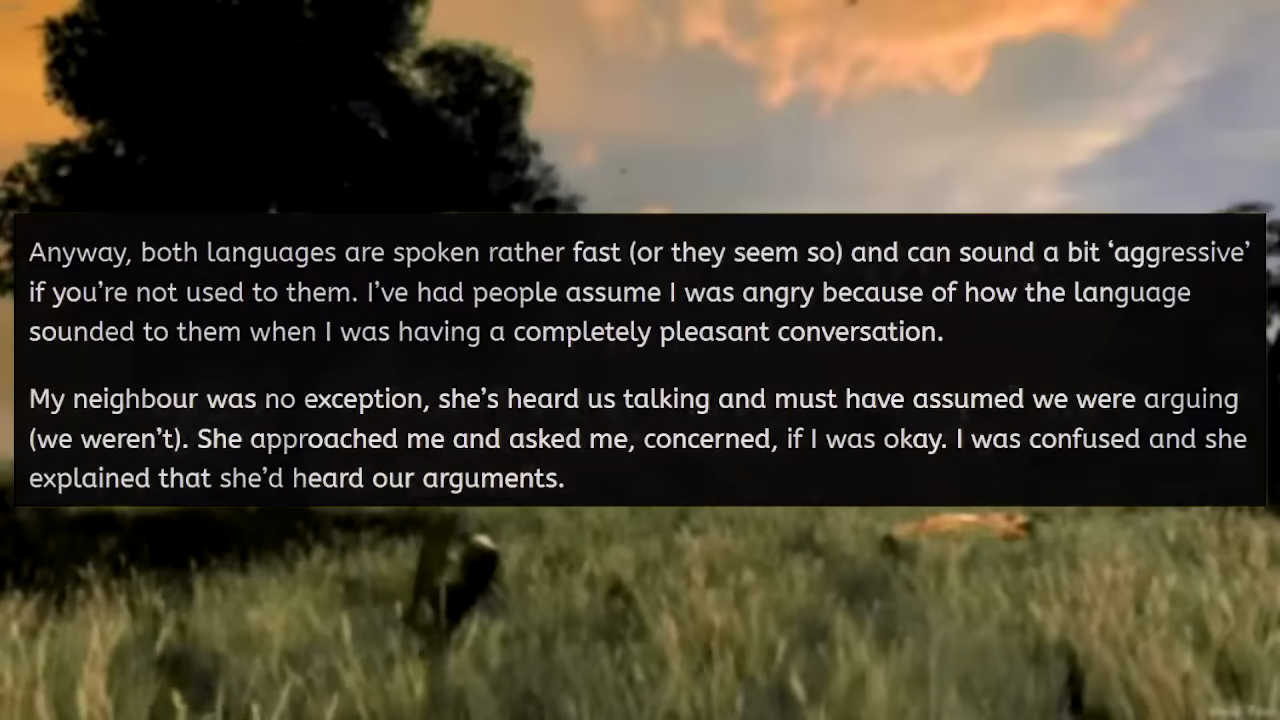 Anyway, both languages are spoken rather fast (or they seem so) and can sound a bit ‘aggressive’
if you’re not used to them. I’ve had people assume I was angry because of how the language
sounded to them when I was having a completely pleasant conversation.
My neighbour was no exception, she’s heard us talking and must have assumed we were arguing
(we weren’t). She approached me and asked me, concerned, if I was okay. I was confused and she
explained that she’d heard our arguments.